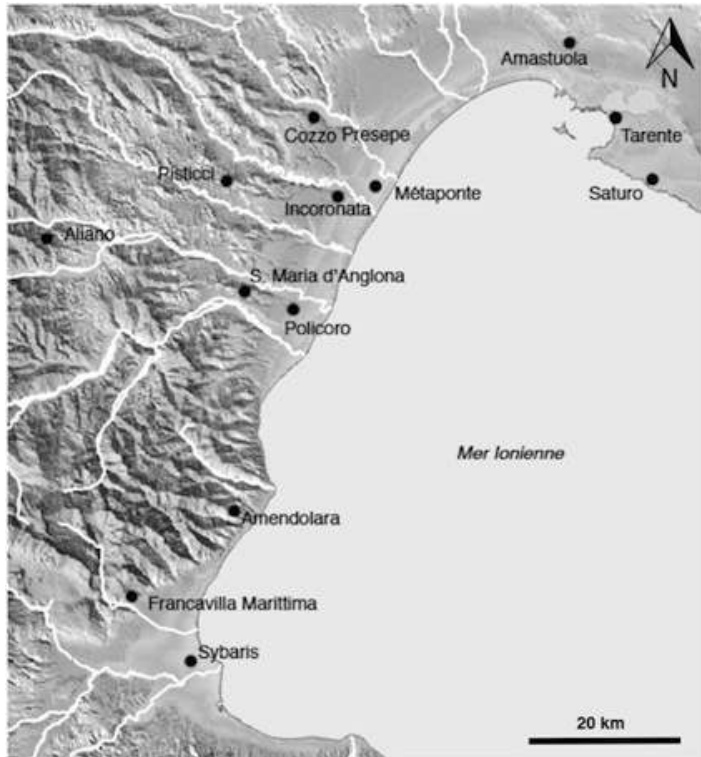 Amastuola
N
Cozzo Presepe
Tarente
Pisticci
Métaponte
Saturo
Incoronata
Aliano
S. Maria d'Anglona
Policoro
Mer Ionienne
Amendolara
Francavilla Marittima
Sybaris
20 km